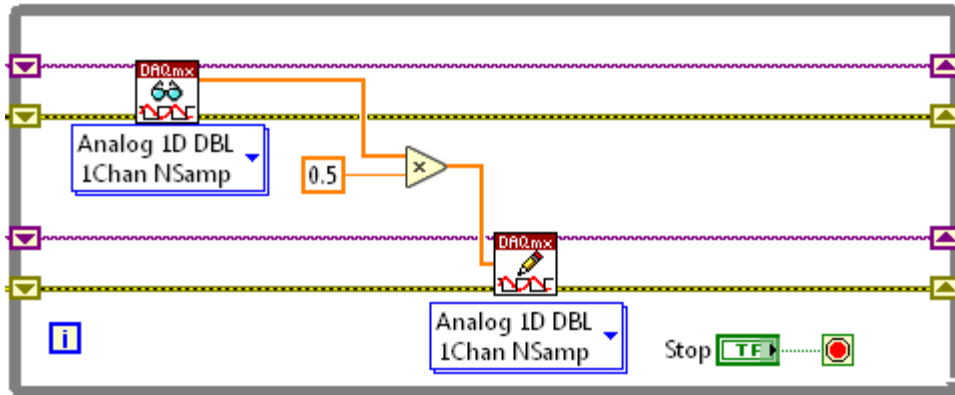 DAQmx
Analog 1D DBL
1Chan NSamp
0.5
×
DAQmx
Analog 1D DBL
1Chan NSamp
i
Stop
TF